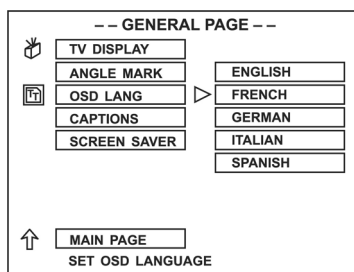 -- GENERAL PAGE --
TV DISPLAY
ANGLE MARK
OSD LANG
CAPTIONS
SCREEN SAVER
ENGLISH
FRENCH
GERMAN
ITALIAN
SPANISH
MAIN PAGE
SET OSD LANGUAGE